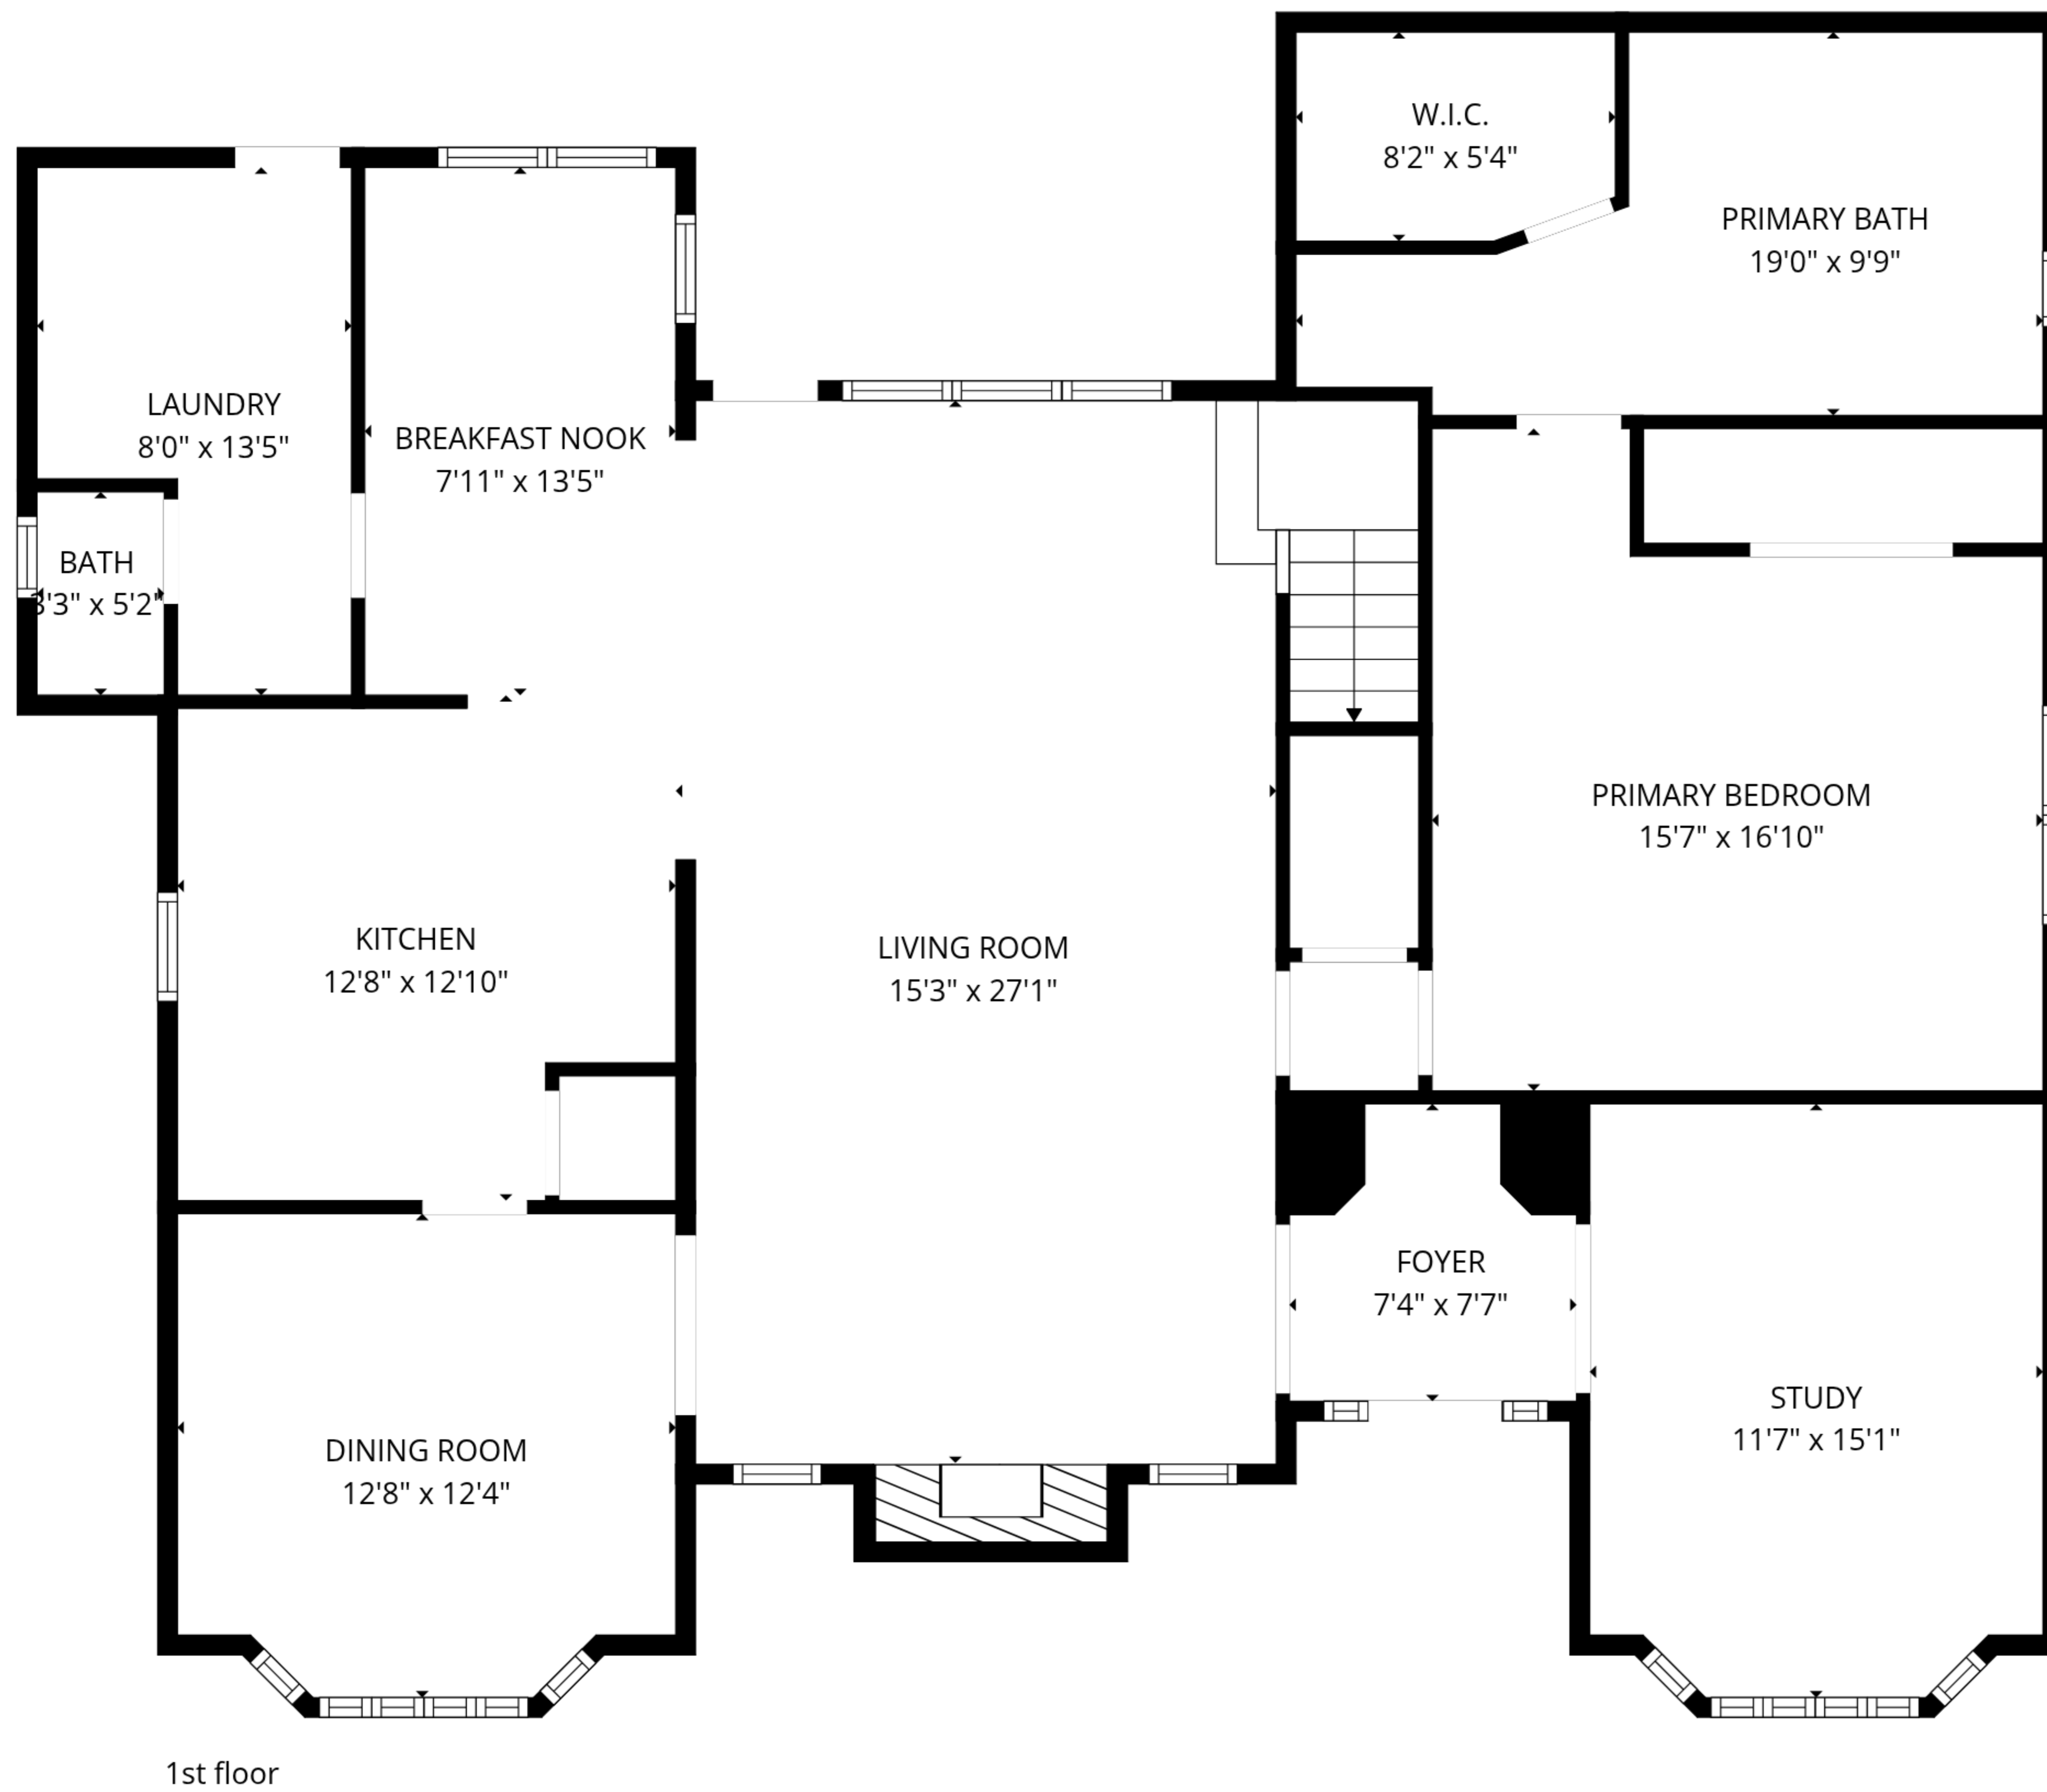 W.I.C.
8'2" x 5'4"
PRIMARY BATH
19'0" x 9'9"
LAUNDRY
8'0" x 13'5"
BREAKFAST NOOK
7'11" x 13'5"
BATH
3'3" x 5'2"
PRIMARY BEDROOM
15'7" x 16'10"
KITCHEN
12'8" x 12'10"
LIVING ROOM
15'3" x 27'1"
FOYER
7'4" x 7'7"
STUDY
11'7" x 15'1"
DINING ROOM
12'8" x 12'4"
1st floor